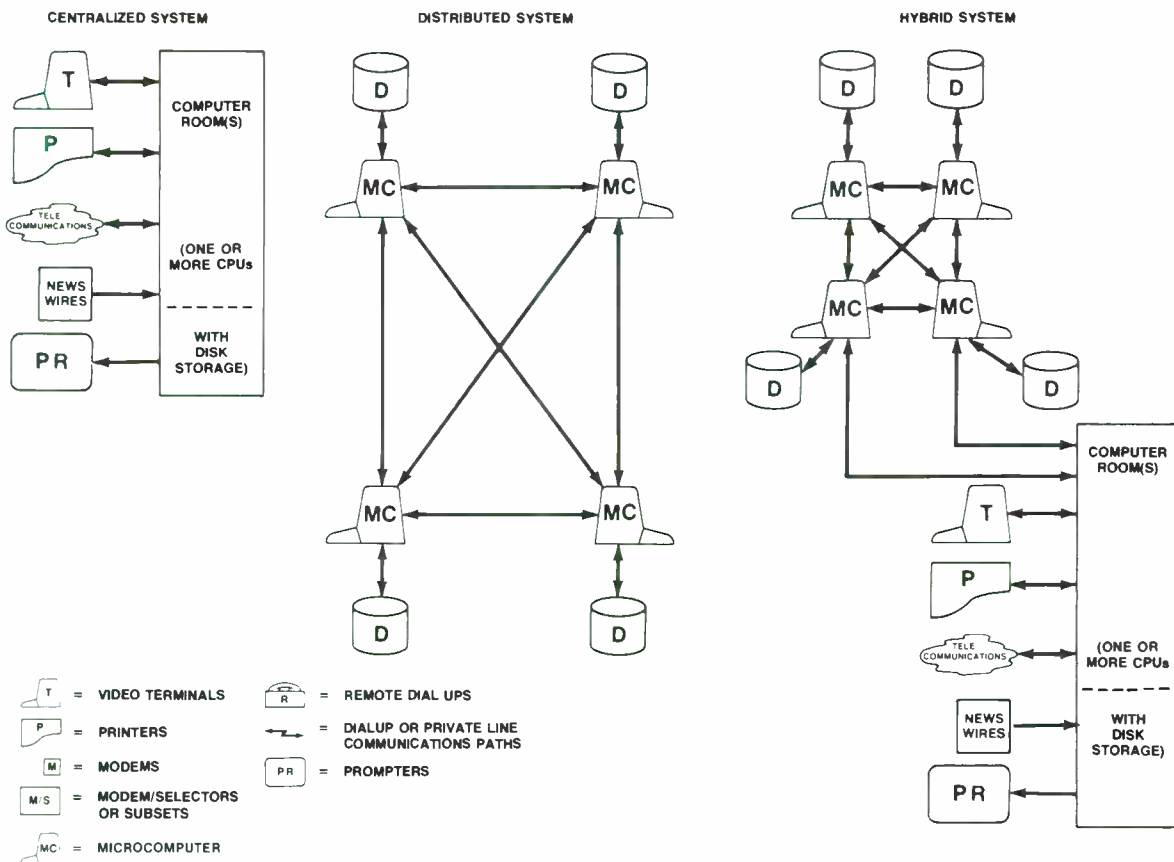 CENTRALIZED SYSTEM
T
COMPUTER
ROOM(S)
P
TELE
COMMUNICATIONS
(ONE OR
MORE CPUs
NEWS
WIRES
WITH
DISK
STORAGE)
PR
DISTRIBUTED SYSTEM
D
D
MC
MC
MC
MC
D
D
HYBRID SYSTEM
D
D
MC
MC
MC
MC
D
D
COMPUTER
ROOM(S)
T
P
TELE
COMMUNICATIONS
(ONE OR
MORE CPUs
NEWS
WIRES
WITH
DISK
STORAGE)
PR
T = VIDEO TERMINALS
P = PRINTERS
M = MODEMS
M/S = MODEM/SELECTORS
OR SUBSETS
MC = MICROCOMPUTER
R = REMOTE DIAL UPS
= DIALUP OR PRIVATE LINE
COMMUNICATIONS PATHS
PR = PROMPTERS